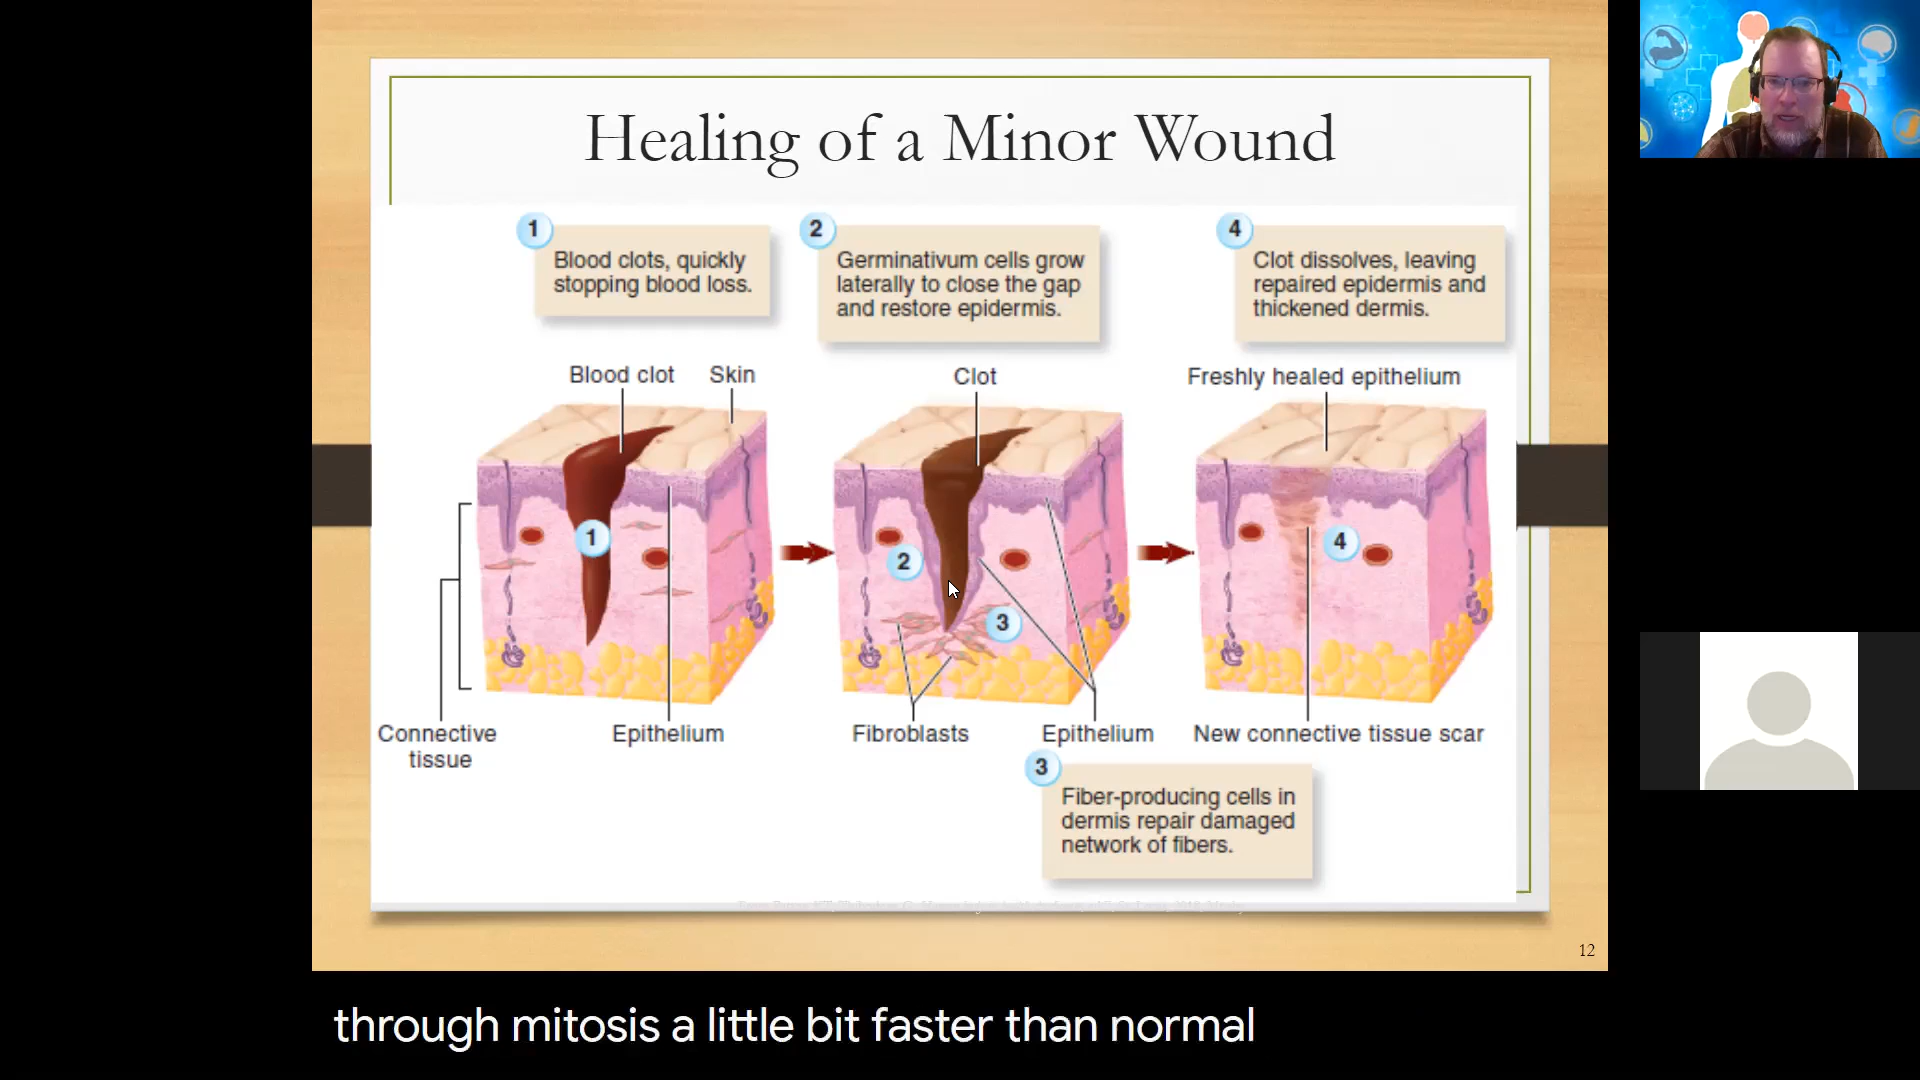 Healing of a Minor Wound
1
Blood clots, quickly
stopping blood loss.
2
Germinativum cells grow
laterally to close the gap
and restore epidermis.
4
Clot dissolves, leaving
repaired epidermis and
thickened dermis.
Blood clot
Skin
Clot
Freshly healed epithelium
1
2
3
4
Connective
tissue
Epithelium
Fibroblasts
Epithelium
New connective tissue scar
3
Fiber-producing cells in
dermis repair damaged
network of fibers.
12
through mitosis a little bit faster than normal